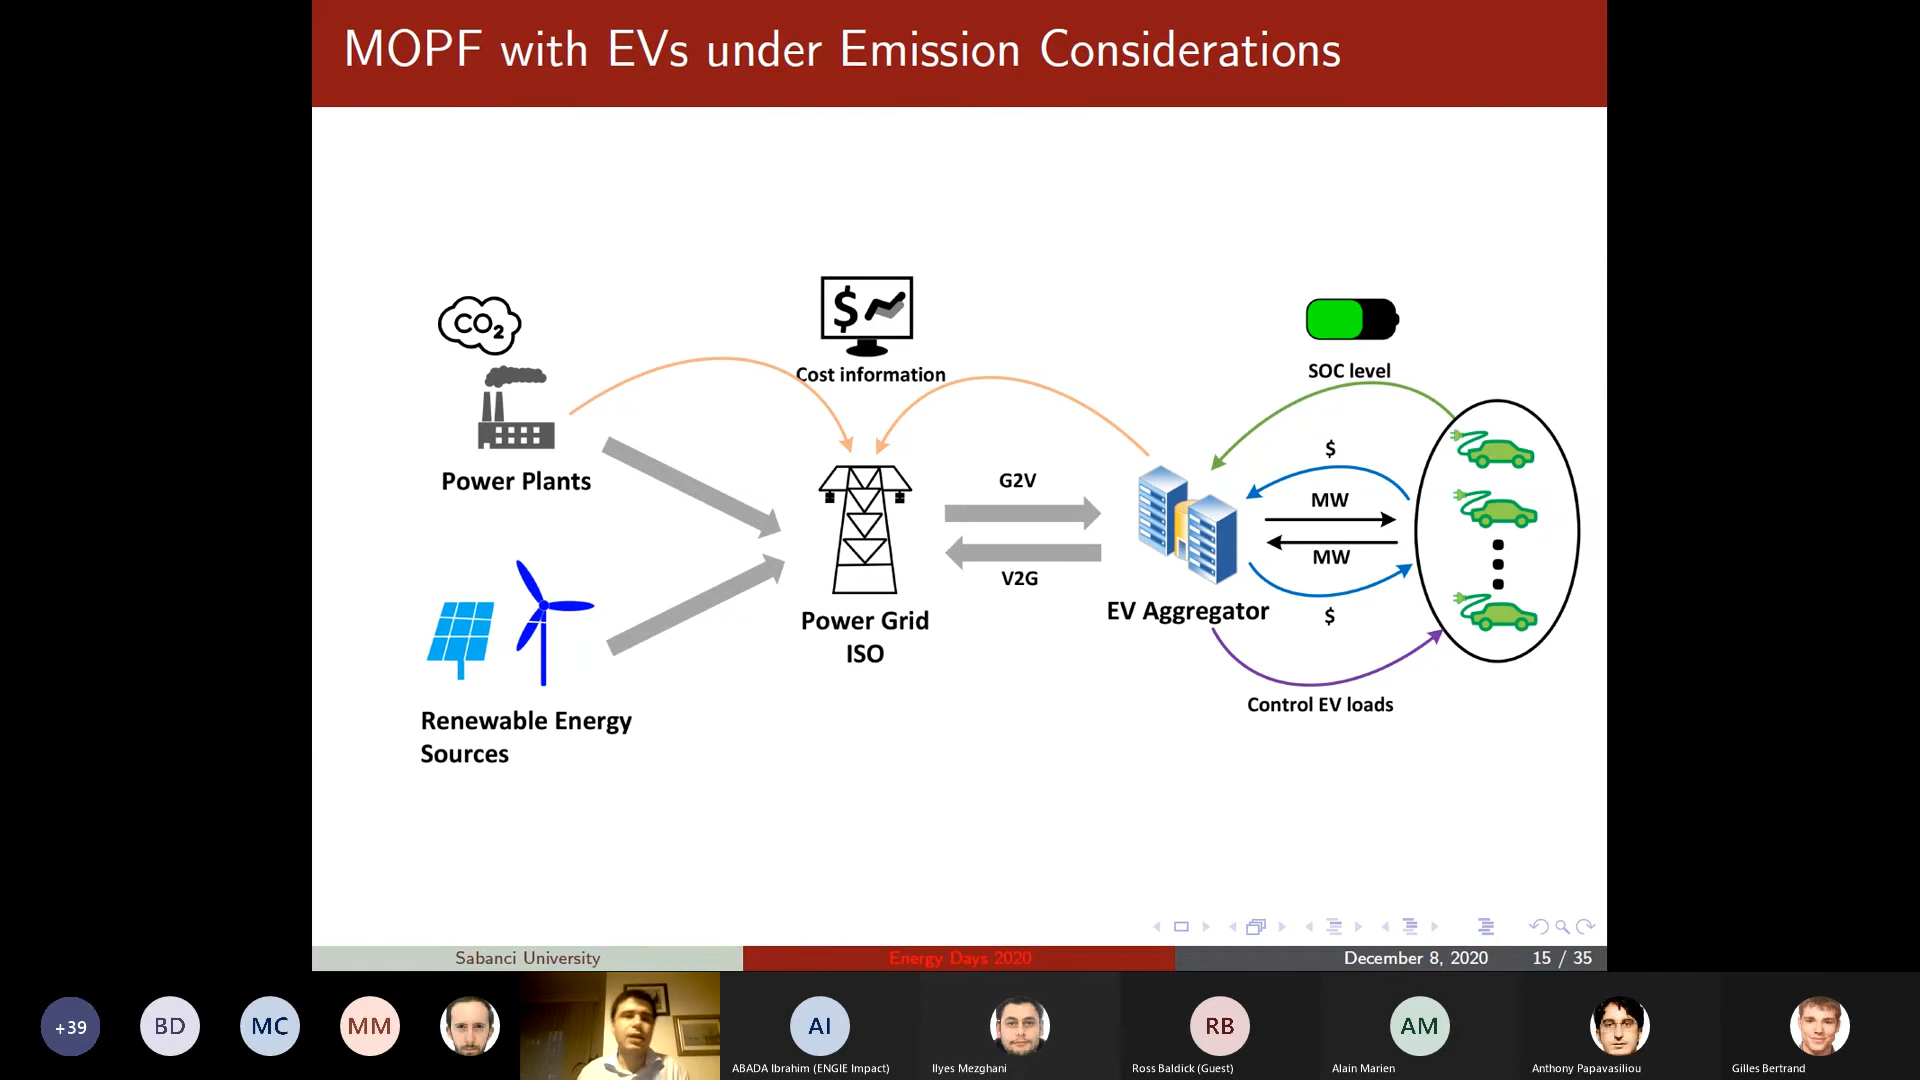 MOPF with EVs under Emission Considerations
CO2
$
Cost information
SOC level
Power Plants
G2V
V2G
$
MW
MW
$
Power Grid
ISO
EV Aggregator
Control EV loads
Renewable Energy
Sources
Sabanci University
Energy Days 2020
December 8, 2020
15 / 35
+39
BD
MC
MM
AI
ABADA Ibrahim (ENGIE Impact)
Ilyes Mezghani
RB
Ross Baldick (Guest)
AM
Alain Marien
Anthony Papavasiliou
Gilles Bertrand